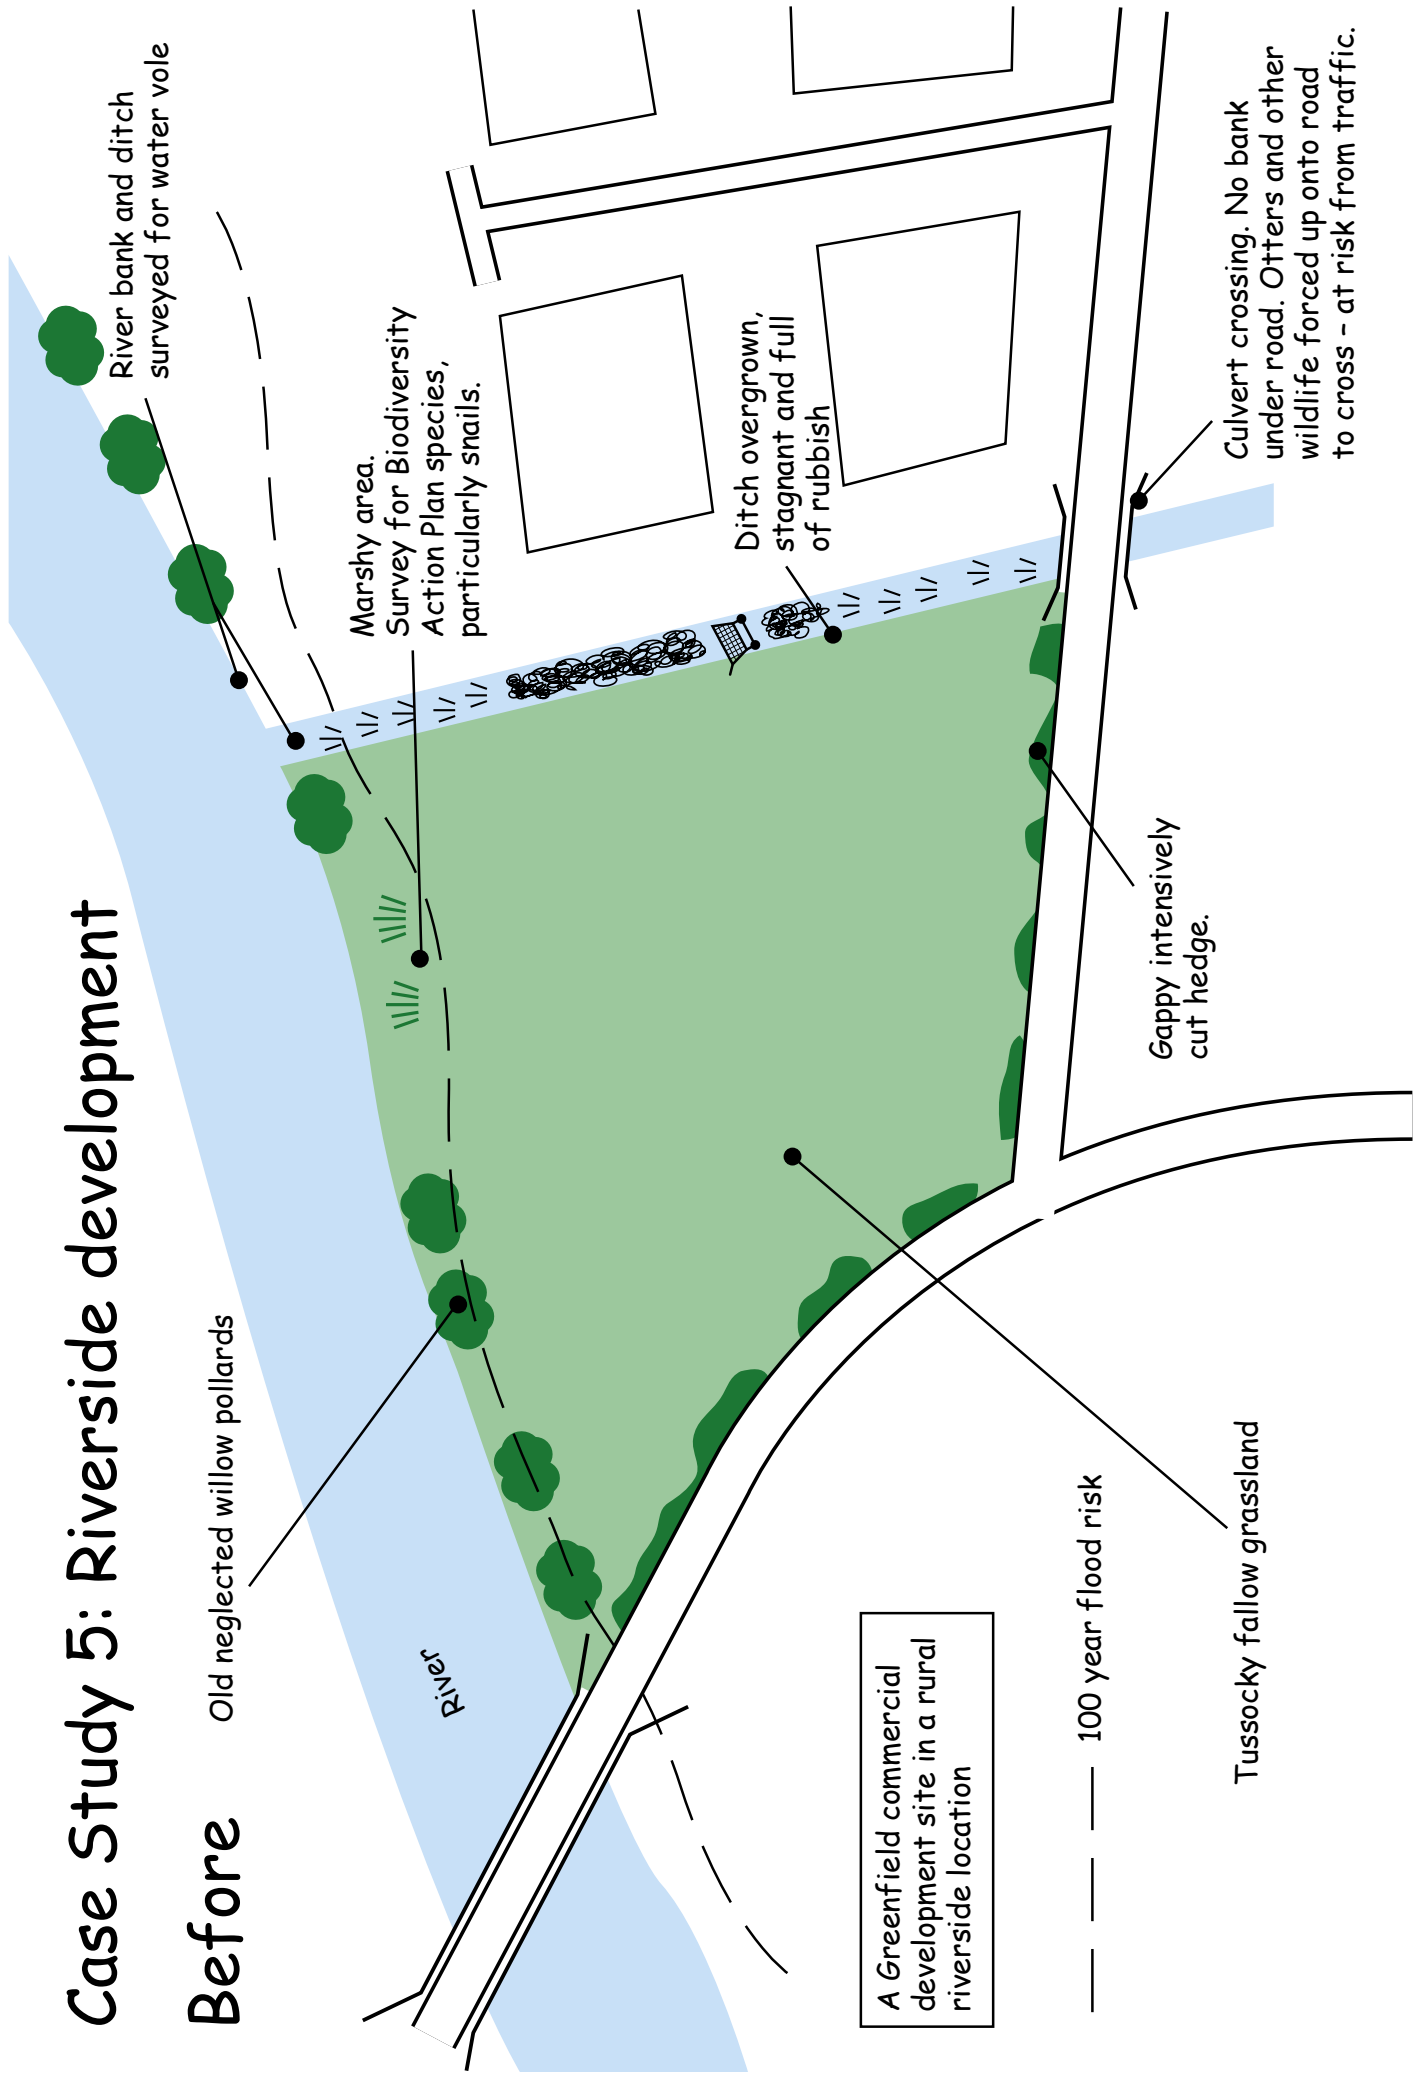 Case Study 5: Riverside development
Before
Old neglected willow pollards
River bank and ditch
surveyed for water vole
Marshy area.
Survey for Biodiversity
Action Plan species,
particularly snails.
River
Ditch overgrown,
stagnant and full
of rubbish
A Greenfield commercial
development site in a rural
riverside location
100 year flood risk
Gappy intensively
cut hedge.
Tussocky fallow grassland
Culvert crossing. No bank
under road. Otters and other
wildlife forced up onto road
to cross – at risk from traffic.